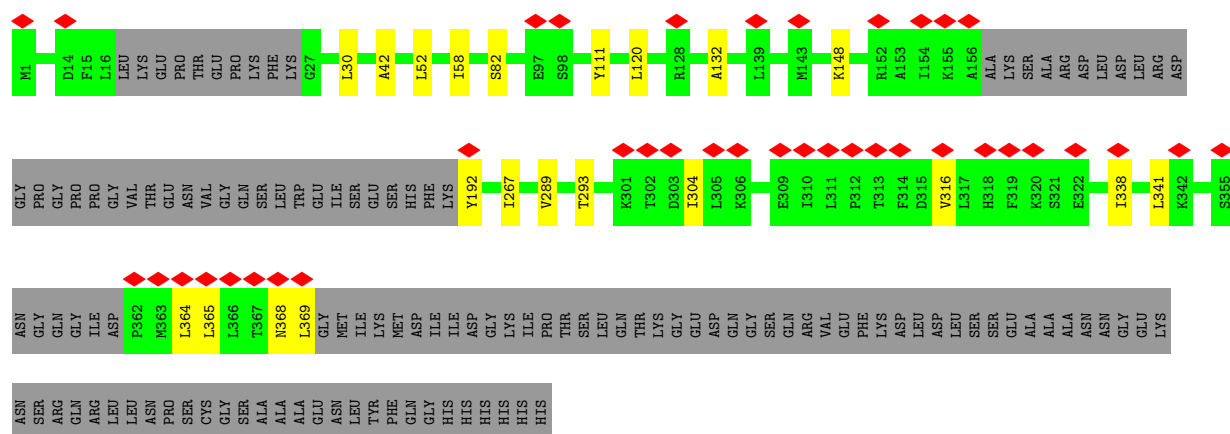 M1 D14 F15 L16 LEU LYS GLU PRO THR GLU PRO LYS PHE LYS G27 L30 A42 L52 I58 S82 E97 S98 Y111 L120 R128 A132 L139 M143 K148 R152 A153 I154 K155 A156 ALA LYS SER ALA ARG ASP LEU ASP LEU ARG ASP
GLY PRO GLY PRO PRO GLY VAL THR GLU ASN VAL GLY GLN SER LEU TRP GLU ILE SER GLU SER HIS PHE LYS Y192 I267 V289 T293 K301 T302 D303 I304 L305 K306 E309 I310 L311 P312 T313 F314 D315 V316 L317 H318 F319 K320 S321 E322 I338 L341 K342 S355
ASN GLY GLN GLY ILE ASP P362 M363 L364 L365 L366 T367 N368 L369 GLY MET ILE LYS MET ASP ILE ILE ASP GLY LYS ILE PRO THR SER LEU GLN THR LYS GLY GLU ASP GLN GLY SER GLN ARG VAL GLU PHE LYS ASP LEU ASP LEU SER SER GLU ALA ALA ALA ASN ASN GLY GLU LYS
ASN SER ARG GLN ARG LEU LEU ASN PRO SER CYS GLY SER ALA ALA ALA GLU ASN LEU TYR PHE GLN GLY HIS HIS HIS HIS HIS HIS